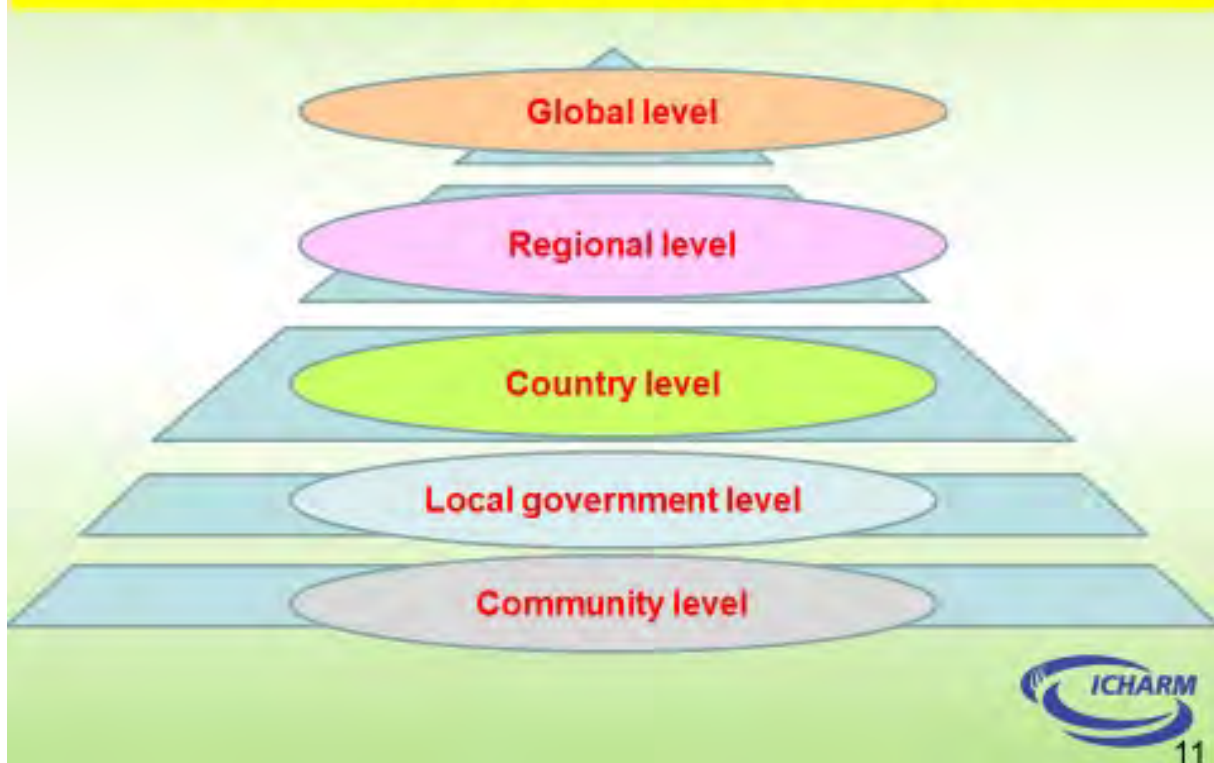 Global level
Regional level
Country level
Local government level
Community level
ICHARM
11